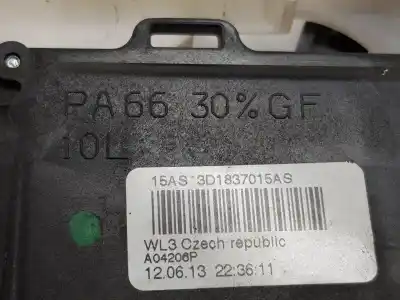 PA66 30%GF
10L
15AS 3D1837015AS
WL3 Czech republic
A04206P
12.06.13 22:36:11